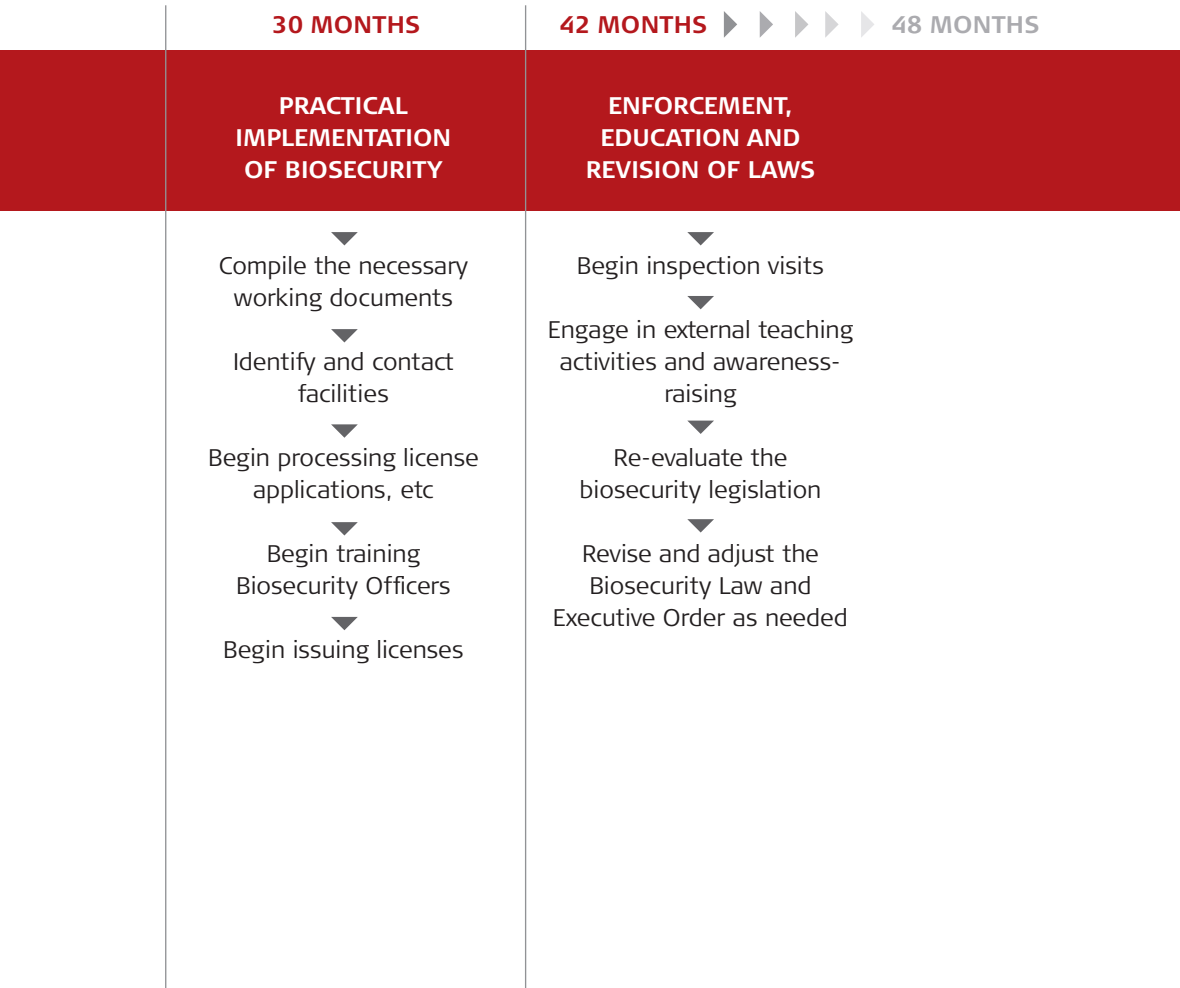 30 MONTHS
42 MONTHS
48 MONTHS
PRACTICAL
IMPLEMENTATION
OF BIOSECURITY
ENFORCEMENT,
EDUCATION AND
REVISION OF LAWS
Compile the necessary
working documents
Identify and contact
facilities
Begin processing license
applications, etc
Begin training
Biosecurity Officers
Begin issuing licenses
Begin inspection visits
Engage in external teaching
activities and awareness-
raising
Re-evaluate the
biosecurity legislation
Revise and adjust the
Biosecurity Law and
Executive Order as needed